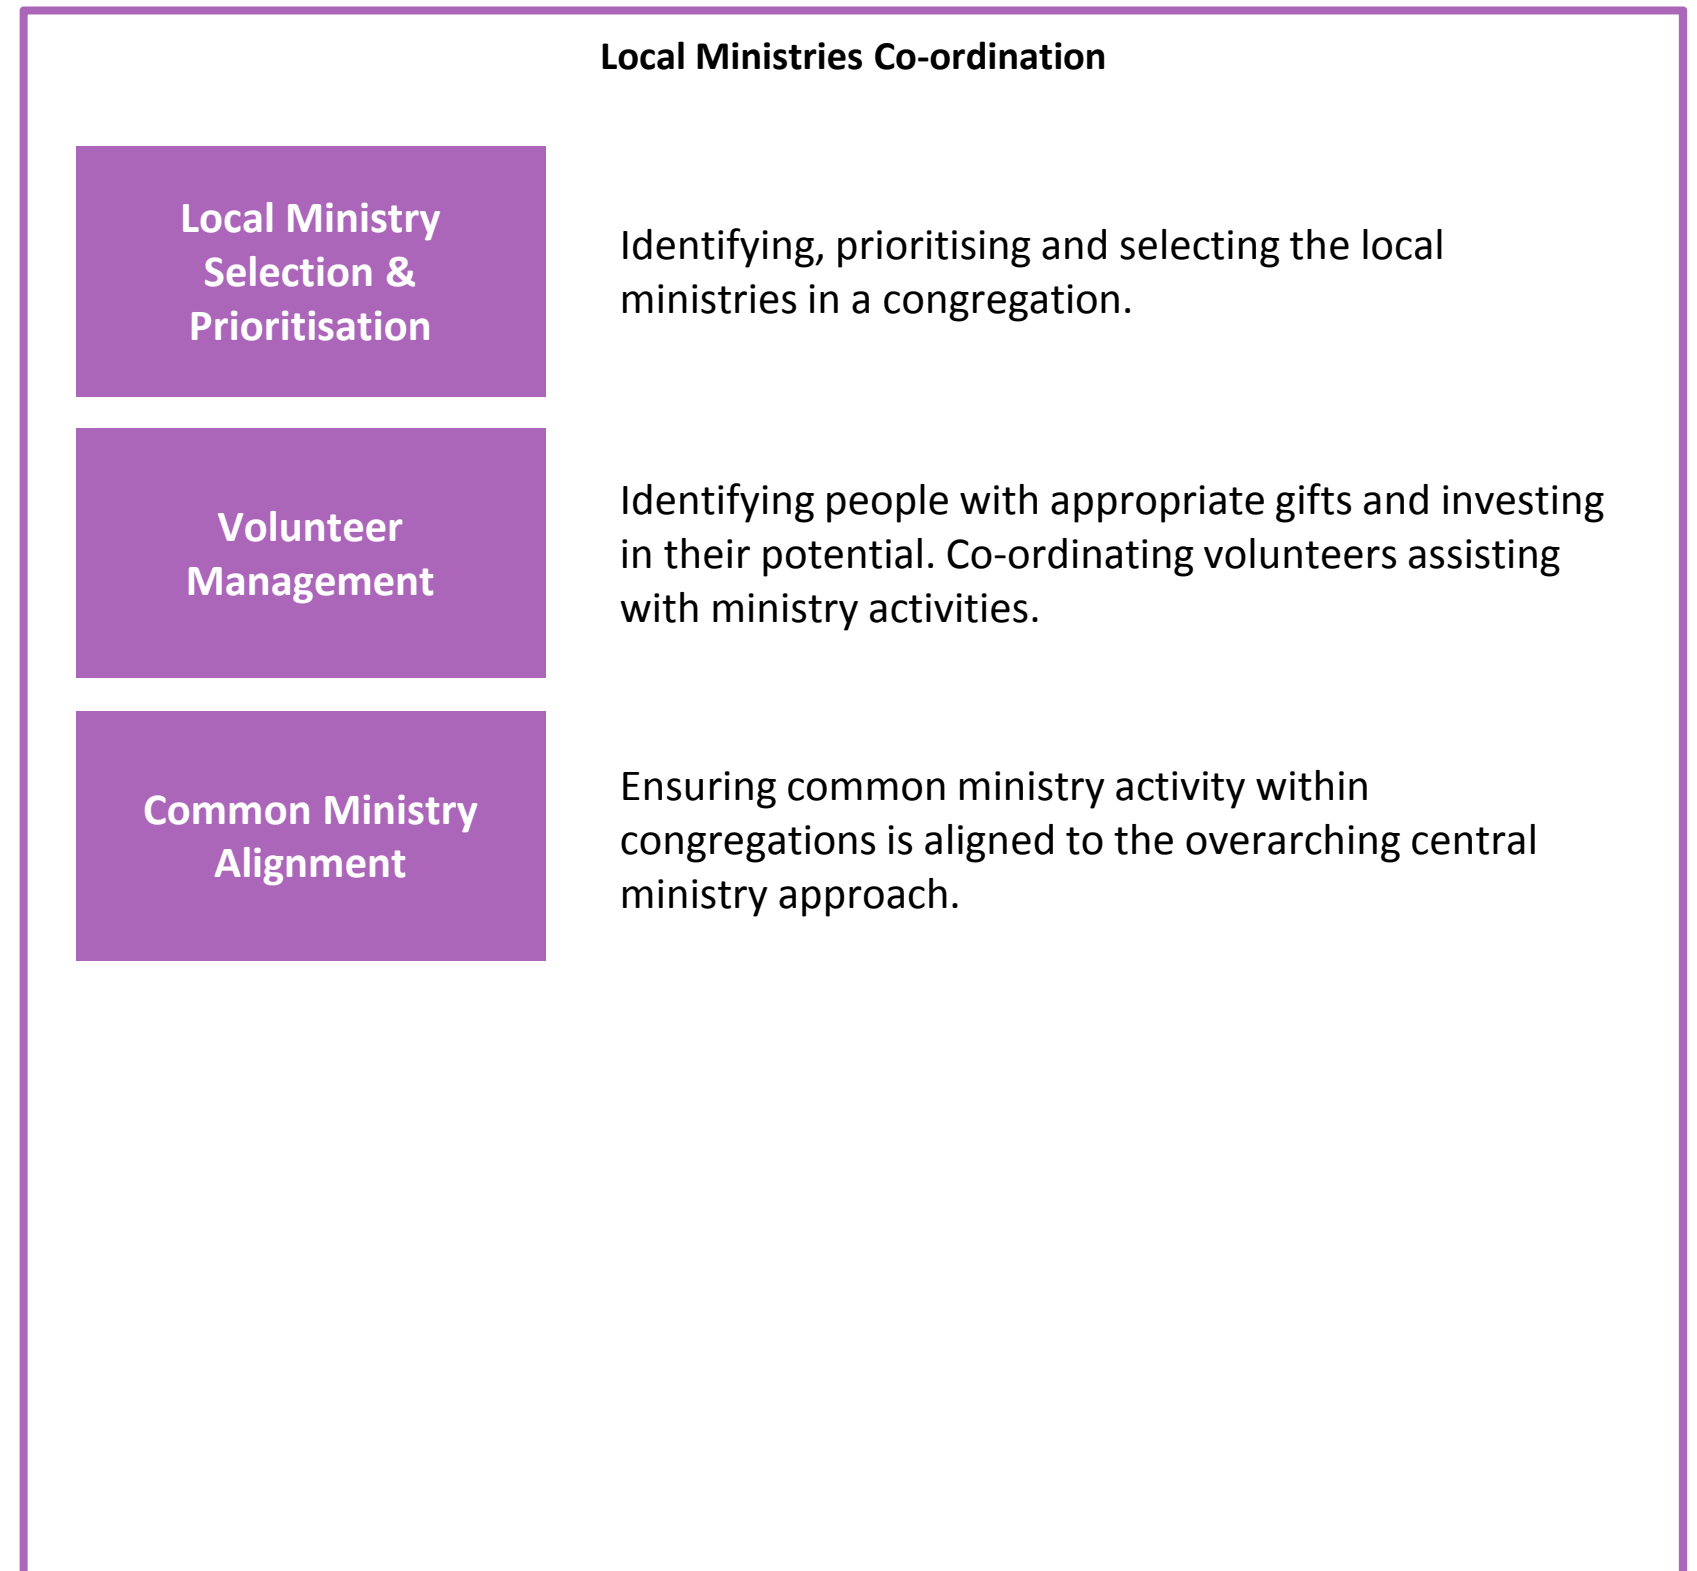 Local Ministries Co-ordination
Local Ministry
Selection &
Prioritisation
Identifying, prioritising and selecting the local
ministries in a congregation.
Volunteer
Management
Identifying people with appropriate gifts and investing
in their potential. Co-ordinating volunteers assisting
with ministry activities.
Common Ministry
Alignment
Ensuring common ministry activity within
congregations is aligned to the overarching central
ministry approach.